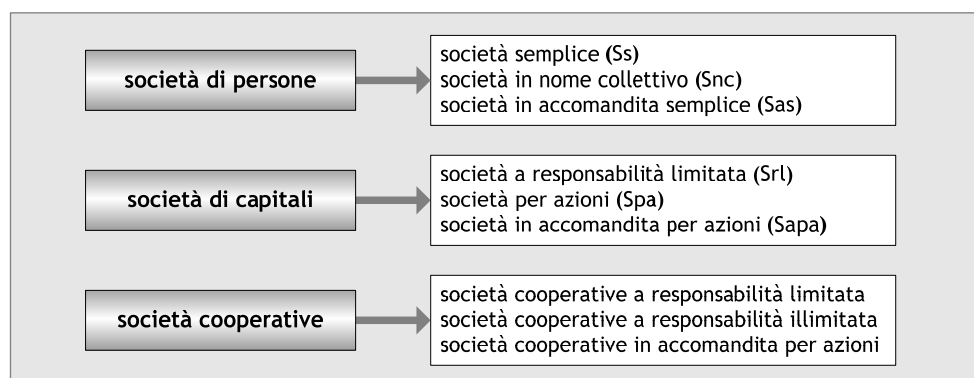 società di persone
società semplice (Ss)
società in nome collettivo (Snc)
società in accomandita semplice (Sas)
società di capitali
società a responsabilità limitata (Srl)
società per azioni (Spa)
società in accomandita per azioni (Sapa)
società cooperative
società cooperative a responsabilità limitata
società cooperative a responsabilità illimitata
società cooperative in accomandita per azioni